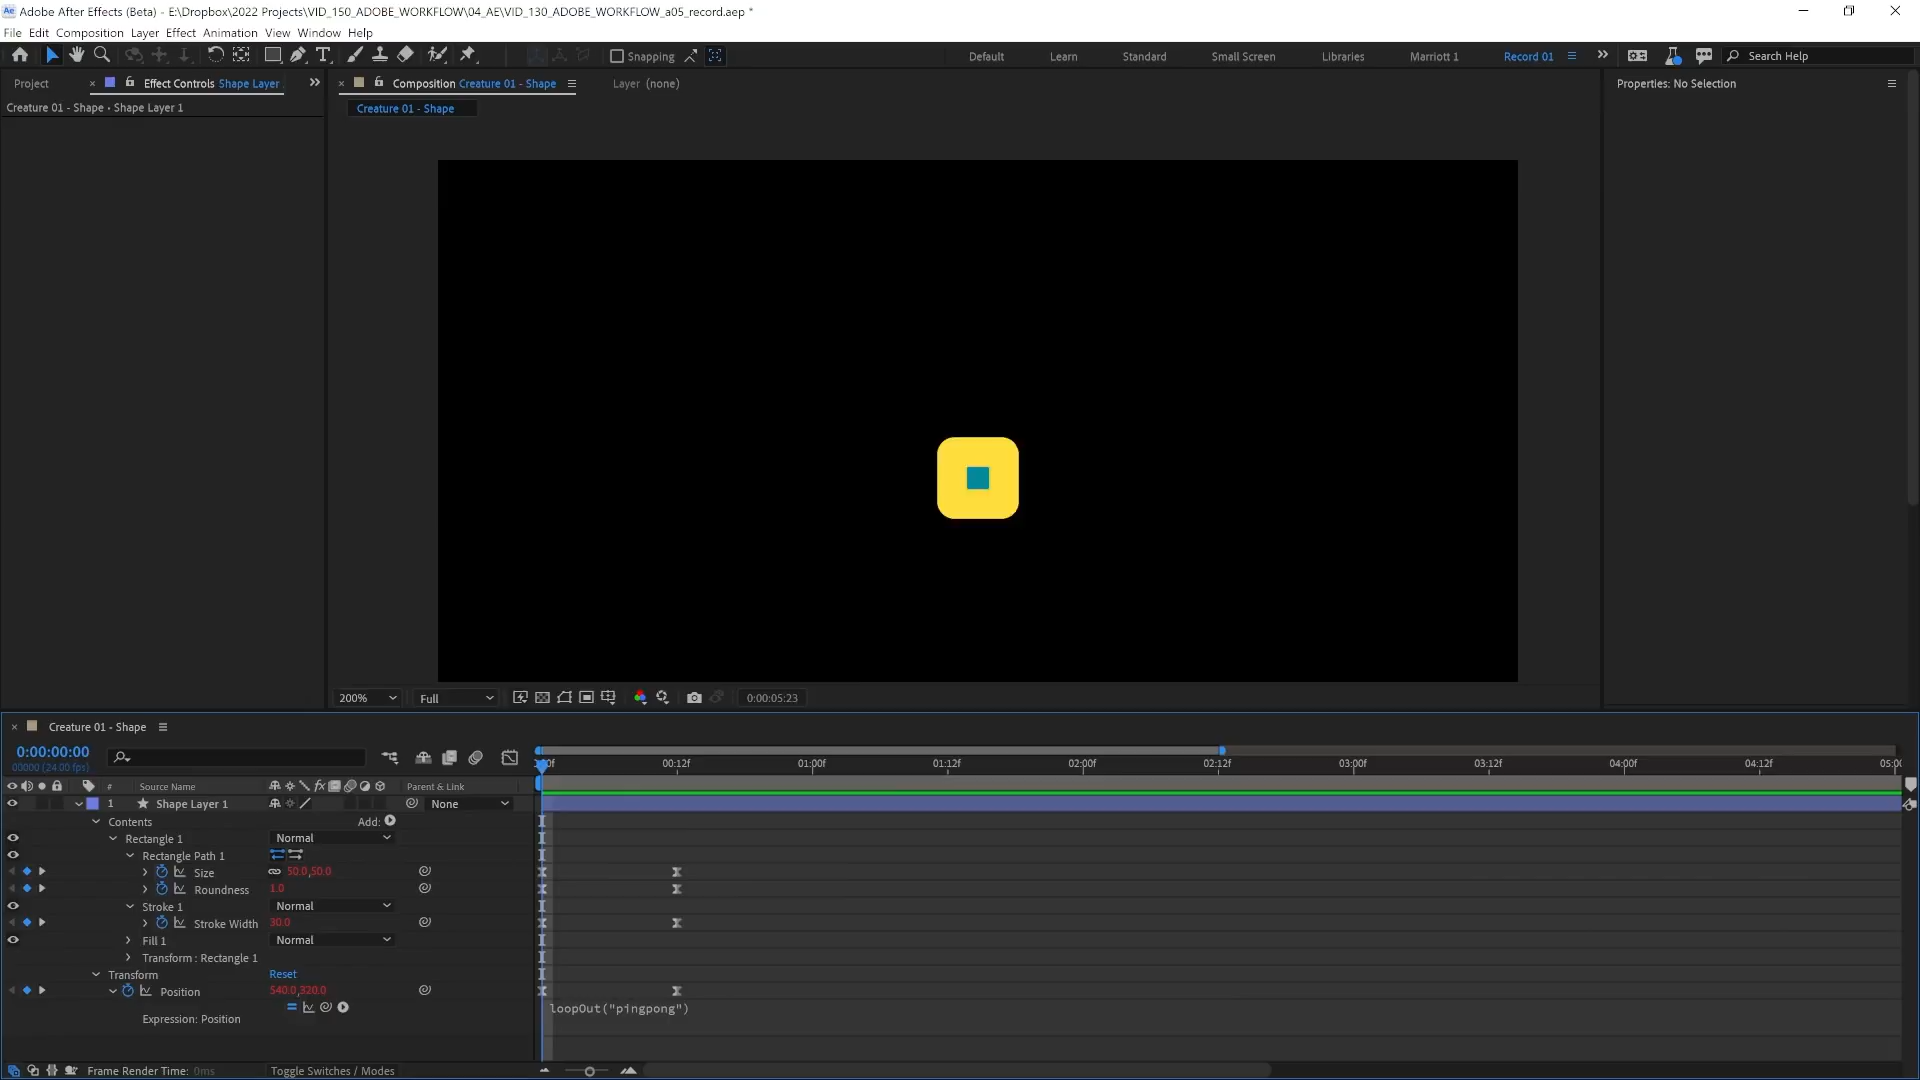 Adobe After Effects (Beta) - E:\Dropbox\2022 Projects\VID_150_ADOBE_WORKFLOW\04_AE\VID_130_ADOBE_WORKFLOW_a05_record.aep *
File Edit Composition Layer Effect Animation View Window Help
Snapping Default Learn Standard Small Screen Libraries Marriott 1 Record 01 Search Help
Project Effect Controls Shape Layer Composition Creature 01 - Shape Layer (none) Properties: No Selection
Creature 01 - Shape • Shape Layer 1 Creature 01 - Shape
200% Full 0:00:05:23
Creature 01 - Shape
0:00:00:00
00000 (24.00 fps)
00:12f 01:00f 01:12f 02:00f 02:12f 03:00f 03:12f 04:00f 04:12f
# Source Name Parent & Link
1 Shape Layer 1 None
Contents Add:
Rectangle 1 Normal
Rectangle Path 1
Size 50.0,50.0
Roundness 1.0
Stroke 1 Normal
Stroke Width 30.0
Fill 1 Normal
Transform : Rectangle 1
Transform Reset
Position 540.0,320.0
loopOut("pingpong")
Expression: Position
Frame Render Time: 0ms Toggle Switches / Modes